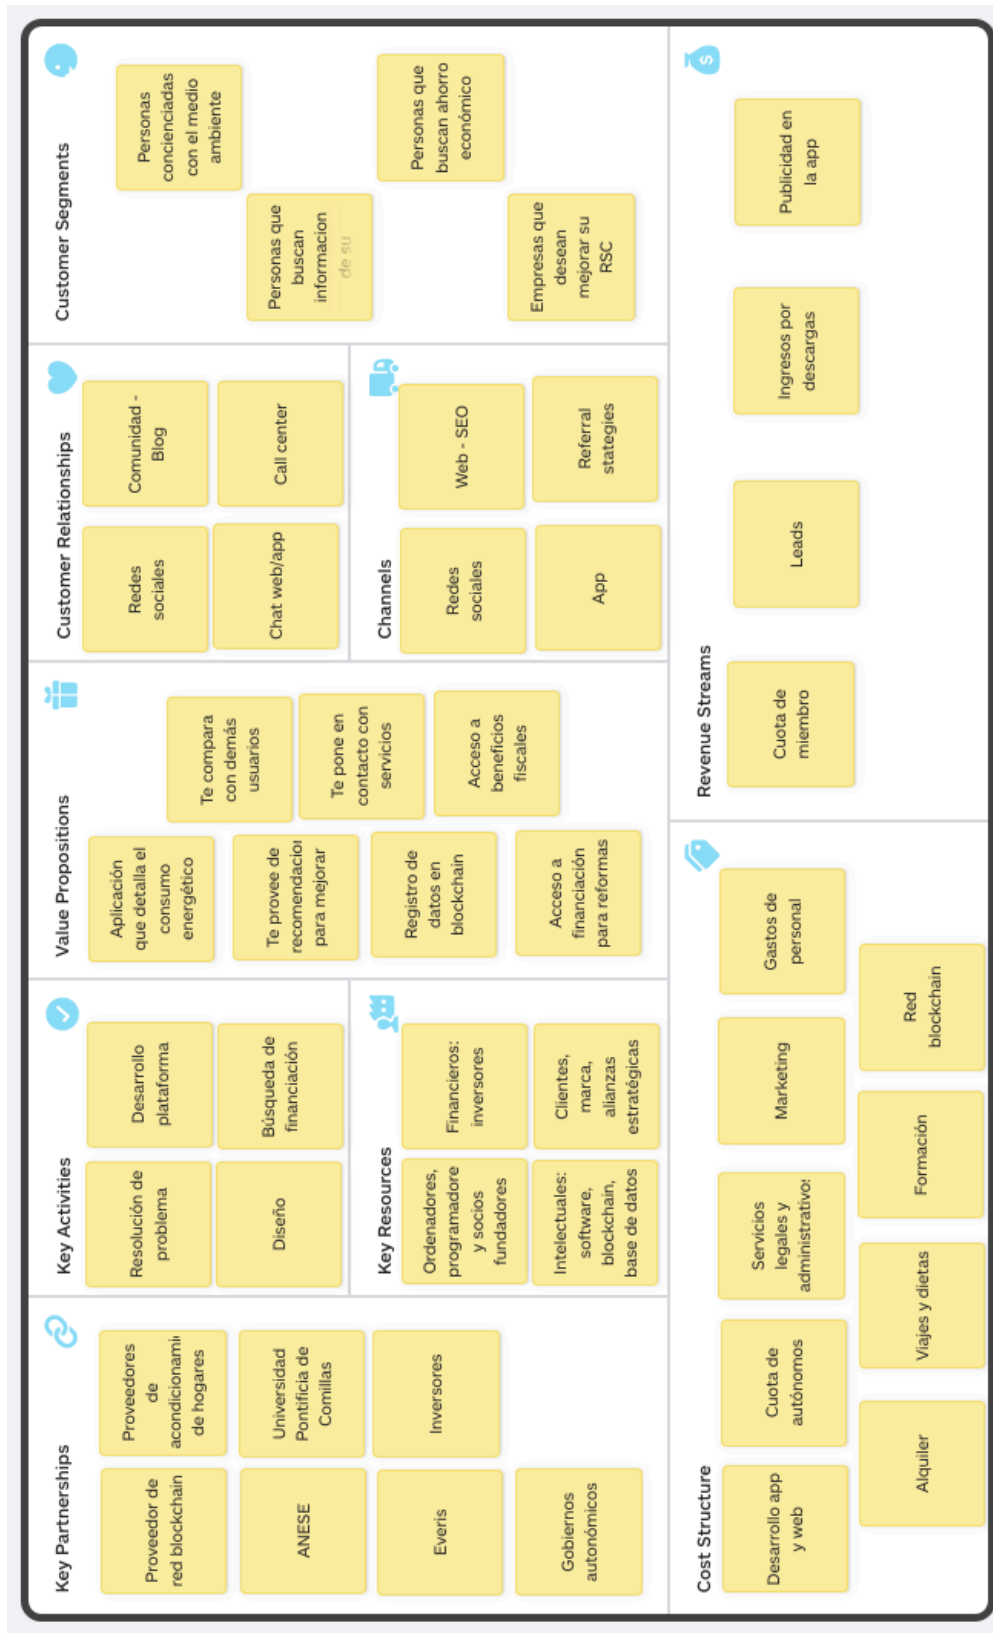 Key Partnerships
Proveedor de
red blockchain
Proveedores
de
acondicionami
de hogares
ANESE
Universidad
Pontificia de
Comillas
Everis
Inversores
Gobiernos
autonómicos
Key Activities
Resolución de
problema
Desarrollo
plataforma
Diseño
Búsqueda de
financiación
Key Resources
Ordenadores,
programadore
y socios
fundadores
Financieros:
inversores
Intelectuales:
software,
blockchain,
base de datos
Clientes,
marca,
alianzas
estratégicas
Value Propositions
Aplicación
que detalla el
consumo
energético
Te compara
con demás
usuarios
Te provee de
recomendacion
para mejorar
Te pone en
contacto con
servicios
Registro de
datos en
blockchain
Acceso a
beneficios
fiscales
Acceso a
financiación
para reformas
Customer Relationships
Redes
sociales
Comunidad -
Blog
Chat web/app
Call center
Channels
Redes
sociales
Web - SEO
App
Referral
stategies
Customer Segments
Personas
concienciadas
con el medio
ambiente
Personas que
buscan
informacion
de su
Personas que
buscan ahorro
económico
Empresas que
desean
mejorar su
RSC
Cost Structure
Desarrollo app
y web
Cuota de
autónomos
Servicios
legales y
administrativos
Marketing
Gastos de
personal
Alquiler
Viajes y dietas
Formación
Red
blockchain
Revenue Streams
Cuota de
miembro
Leads
Ingresos por
descargas
Publicidad en
la app